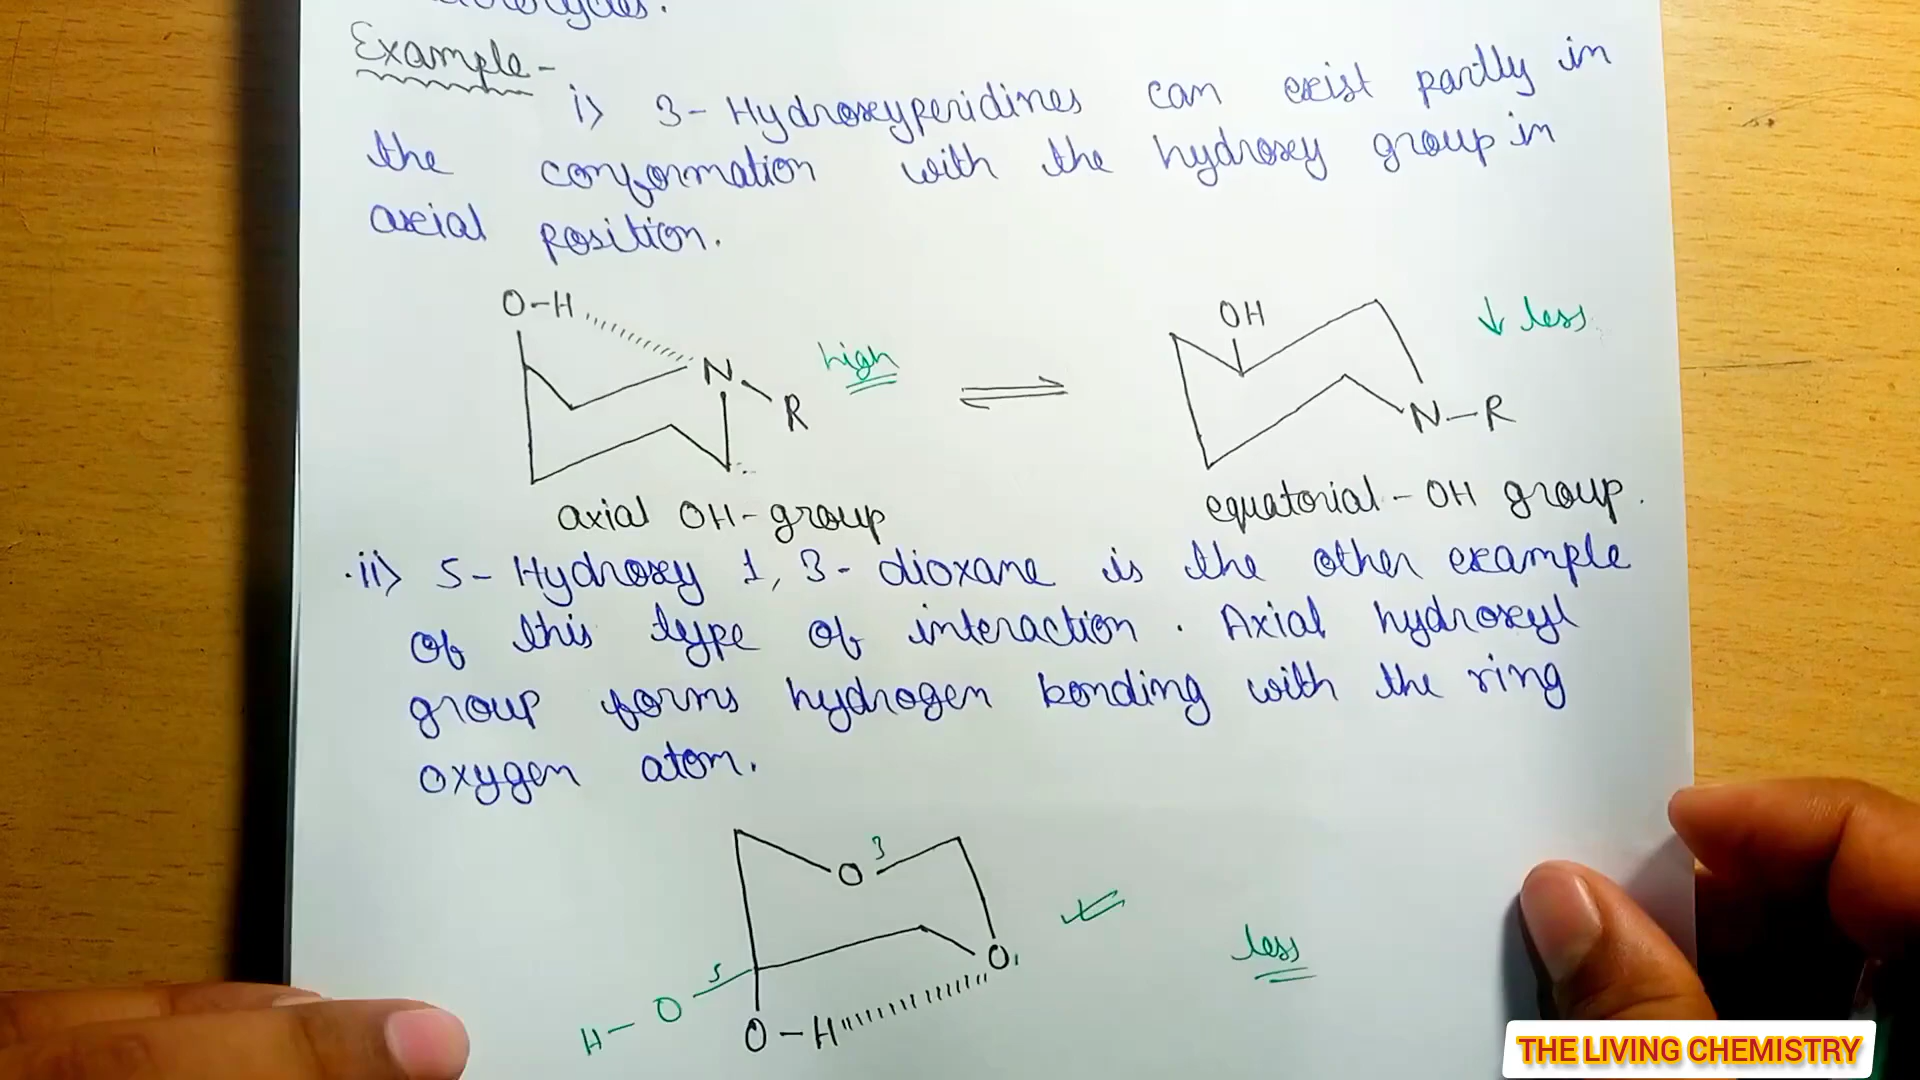 Example -
i) 3- Hydroxyperidines can exist partly in
the conformation with the hydroxy group in
axial position.
O-H
N
R
high
OH
N-R
↓ less
axial OH-group
equatorial - OH group.
ii) 5- Hydroxy 1, 3- dioxane is the other example
of this type of interaction. Axial hydroxyl
group forms hydrogen bonding with the ring
oxygen atom.
O 3
O 1
5
H-O
O-H
less
THE LIVING CHEMISTRY